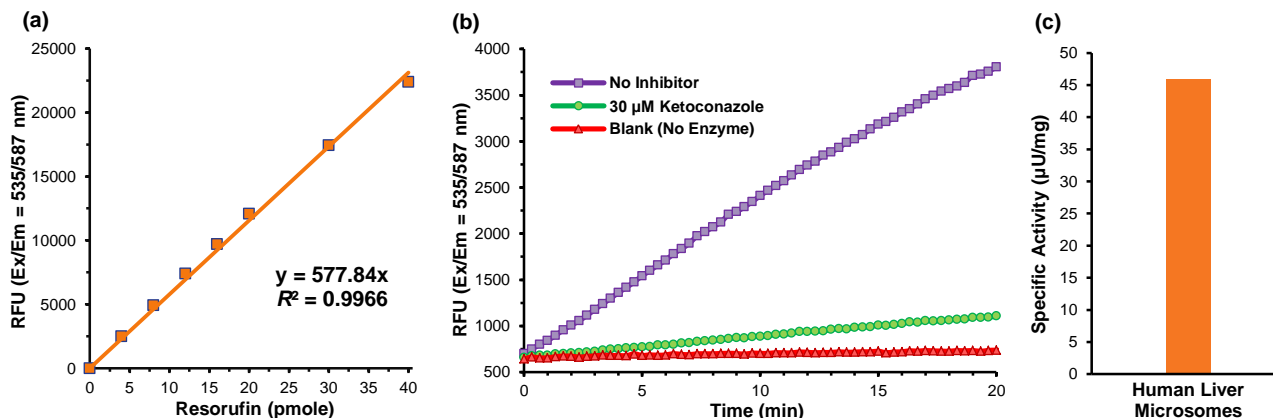 (a)
RFU (Ex/Em = 535/587 nm)
25000
20000
15000
10000
5000
0
y = 577.84x
R² = 0.9966
0 5 10 15 20 25 30 35 40
Resorufin (pmole)
(b)
RFU (Ex/Em = 535/587 nm)
4000
3500
3000
2500
2000
1500
1000
500
No Inhibitor
30 µM Ketoconazole
Blank (No Enzyme)
0 5 10 15 20
Time (min)
(c)
Specific Activity (µU/mg)
50
45
40
35
30
25
20
15
10
5
0
Human Liver
Microsomes